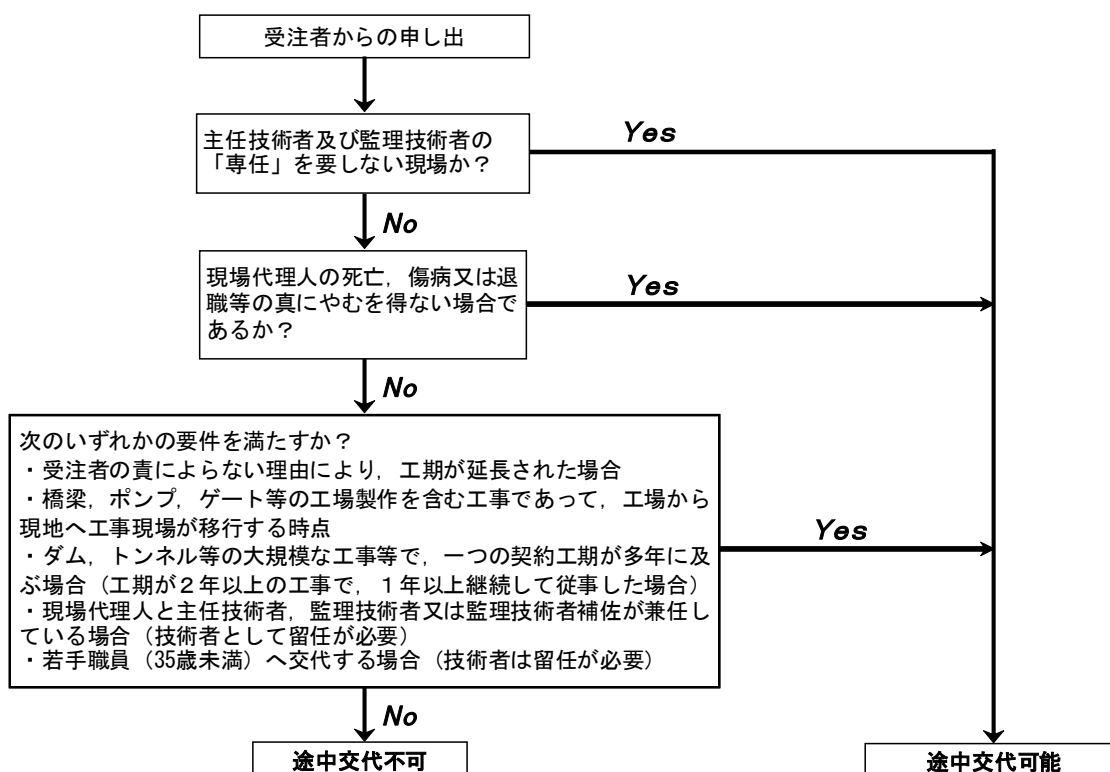 受注者からの申し出
主任技術者及び監理技術者の
「専任」を要しない現場か？
Yes
No
現場代理人の死亡，傷病又は退
職等の真にやむを得ない場合で
あるか？
Yes
No
次のいずれかの要件を満たすか？
・受注者の責によらない理由により，工期が延長された場合
・橋梁，ポンプ，ゲート等の工場製作を含む工事であって，工場から
現地へ工事現場が移行する時点
・ダム，トンネル等の大規模な工事等で，一つの契約工期が多年に及
ぶ場合（工期が２年以上の工事で，１年以上継続して従事した場合）
・現場代理人と主任技術者，監理技術者又は監理技術者補佐が兼任し
ている場合（技術者として留任が必要）
・若手職員（35歳未満）へ交代する場合（技術者は留任が必要）
Yes
No
途中交代不可
途中交代可能